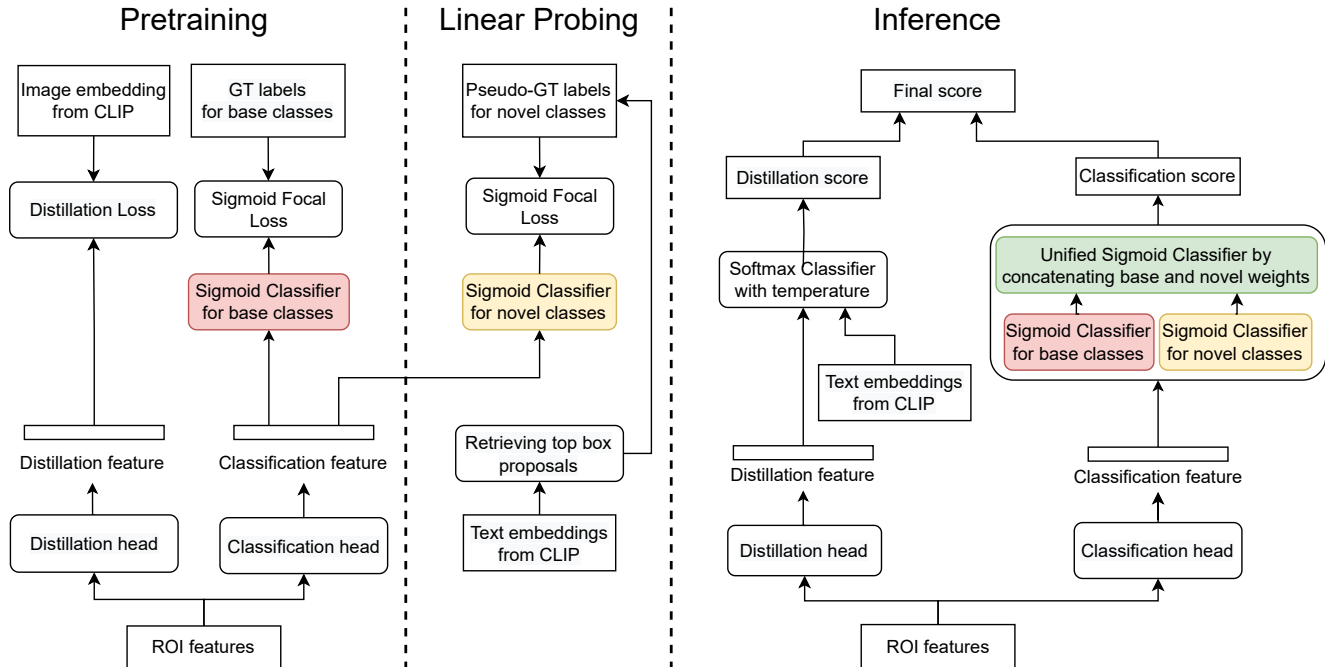 Pretraining
Image embedding
from CLIP
GT labels
for base classes
Distillation Loss
Sigmoid Focal
Loss
Sigmoid Classifier
for base classes
Distillation feature
Classification feature
Distillation head
Classification head
ROI features
Linear Probing
Pseudo-GT labels
for novel classes
Sigmoid Focal
Loss
Sigmoid Classifier
for novel classes
Retrieving top box
proposals
Text embeddings
from CLIP
Inference
Final score
Distillation score
Classification score
Softmax Classifier
with temperature
Unified Sigmoid Classifier by
concatenating base and novel weights
Sigmoid Classifier
for base classes
Sigmoid Classifier
for novel classes
Text embeddings
from CLIP
Distillation feature
Classification feature
Distillation head
Classification head
ROI features